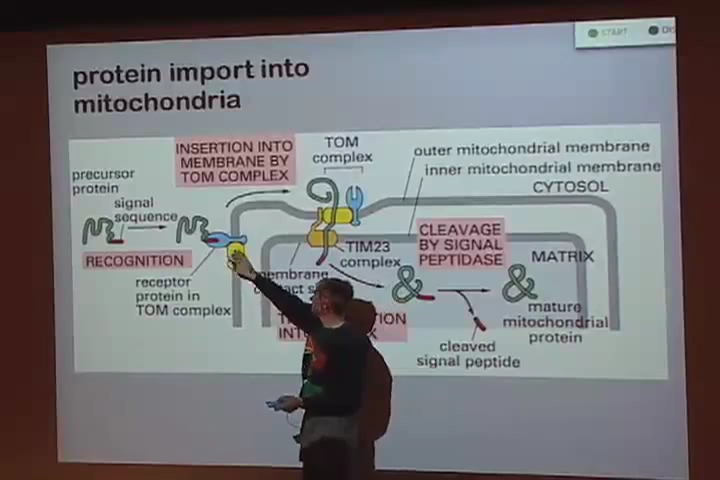 START
protein import into
mitochondria
INSERTION INTO
MEMBRANE BY
TOM COMPLEX
TOM
complex
outer mitochondrial membrane
inner mitochondrial membrane
CYTOSOL
precursor
protein
signal
sequence
RECOGNITION
receptor
protein in
TOM complex
TIM23
complex
CLEAVAGE
BY SIGNAL
PEPTIDASE
MATRIX
mature
mitochondrial
protein
cleaved
signal peptide